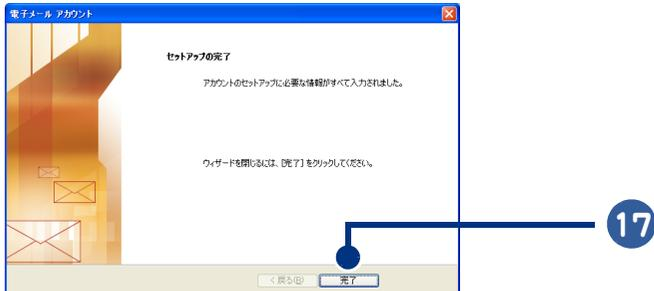 電子メール アカウント
セットアップの完了
アカウントのセットアップに必要な情報がすべて入力されました。
ウィザードを閉じるには、[完了] をクリックしてください。
17
< 戻る(B)
完了